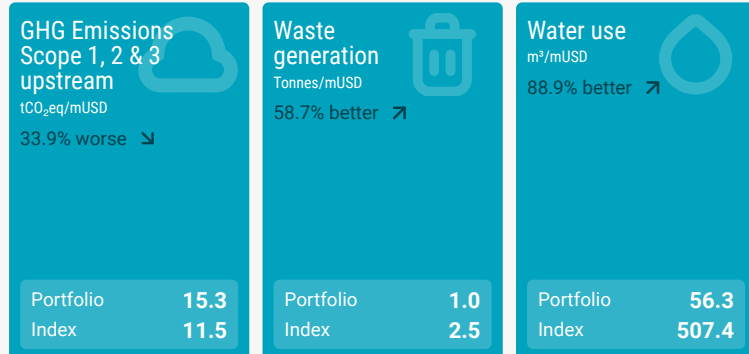 GHG Emissions
Scope 1, 2 & 3
upstream
tCO₂eq/mUSD
33.9% worse
Portfolio 15.3
Index 11.5
Waste
generation
Tonnes/mUSD
58.7% better
Portfolio 1.0
Index 2.5
Water use
m³/mUSD
88.9% better
Portfolio 56.3
Index 507.4